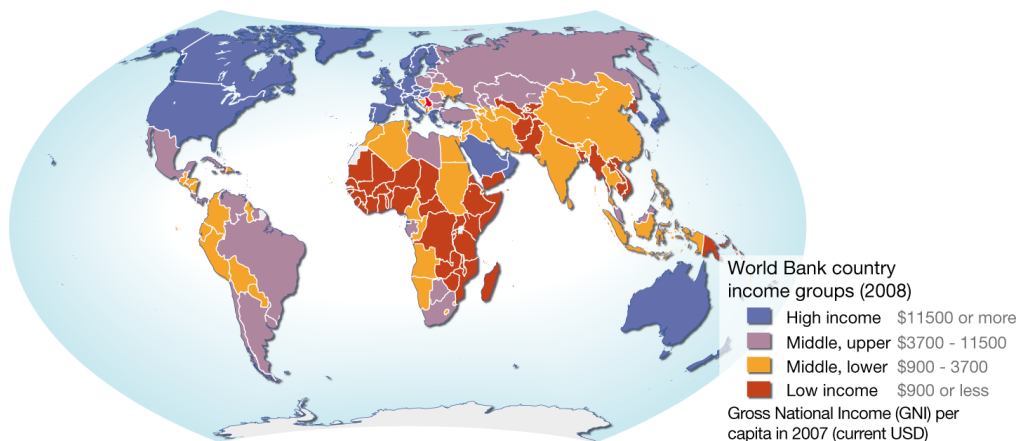 World Bank country
income groups (2008)
High income $11500 or more
Middle, upper $3700 - 11500
Middle, lower $900 - 3700
Low income $900 or less
Gross National Income (GNI) per
capita in 2007 (current USD)